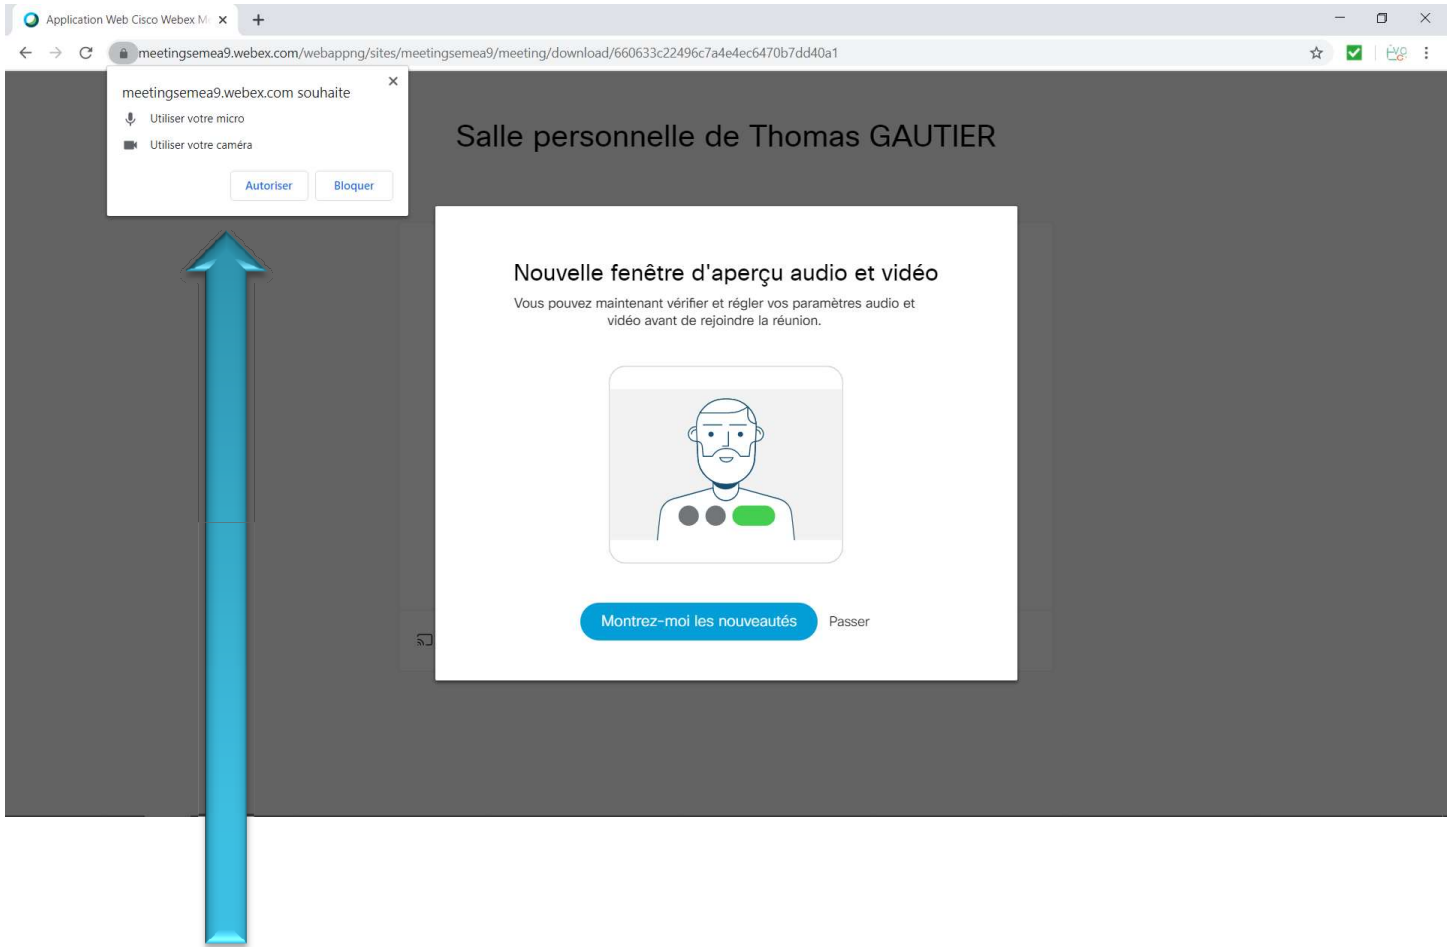 Application Web Cisco Webex M
meetingsemea9.webex.com/webappng/sites/meetingsemea9/meeting/download/660633c22496c7a4e4ec6470b7dd40a1
meetingsemea9.webex.com souhaite
Utiliser votre micro
Utiliser votre caméra
Autoriser Bloquer
Salle personnelle de Thomas GAUTIER
Nouvelle fenêtre d'aperçu audio et vidéo
Vous pouvez maintenant vérifier et régler vos paramètres audio et
vidéo avant de rejoindre la réunion.
Montrez-moi les nouveautés Passer